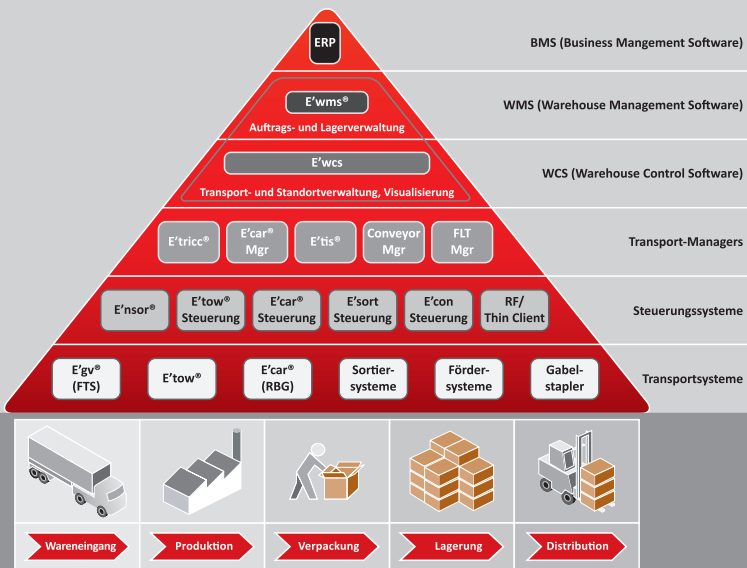 ERP
BMS (Business Mangement Software)
E'wms®
Auftrags- und Lagerverwaltung
WMS (Warehouse Management Software)
E'wcs
Transport- und Standortverwaltung, Visualisierung
WCS (Warehouse Control Software)
E'tricc®
E'car®
Mgr
E'tis®
Conveyor
Mgr
FLT
Mgr
Transport-Managers
E'nsor®
E'tow®
Steuerung
E'car®
Steuerung
E'sort
Steuerung
E'con
Steuerung
RF/
Thin Client
Steuerungssysteme
E'gv®
(FTS)
E'tow®
E'car®
(RBG)
Sortier-
systeme
Förder-
systeme
Gabel-
stapler
Transportsysteme
Wareneingang
Produktion
Verpackung
Lagerung
Distribution